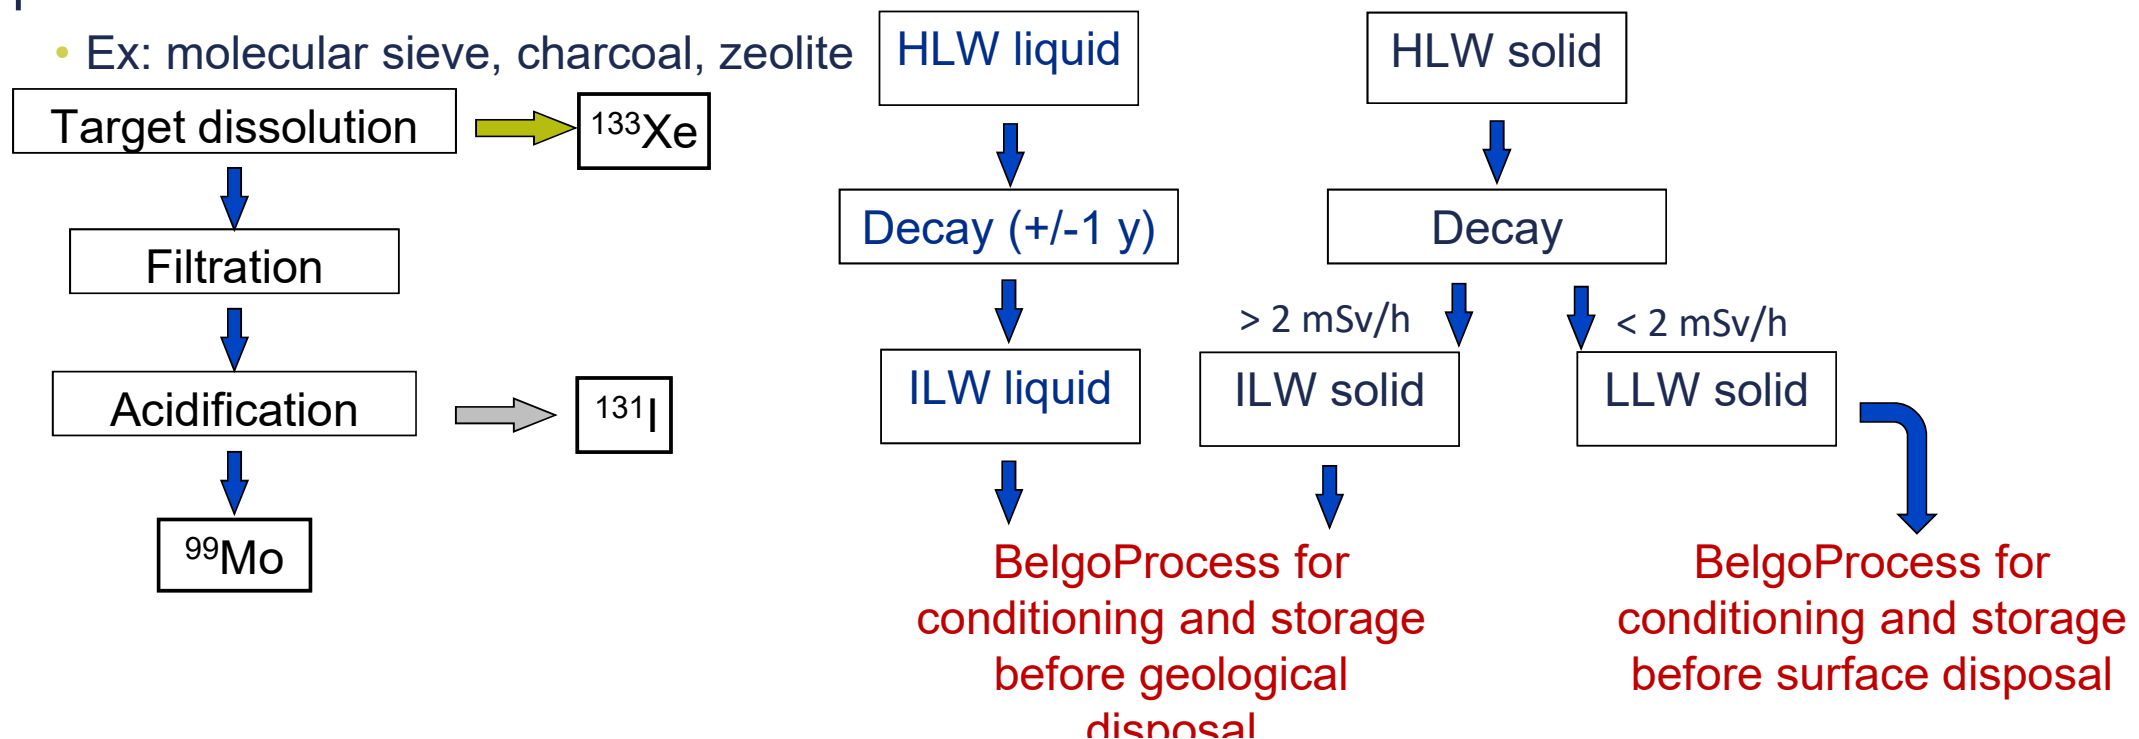 • Ex: molecular sieve, charcoal, zeolite
Target dissolution
¹³³Xe
Filtration
Acidification
¹³¹I
⁹⁹Mo
HLW liquid
Decay (+/-1 y)
ILW liquid
HLW solid
Decay
> 2 mSv/h
< 2 mSv/h
ILW solid
LLW solid
BelgoProcess for
conditioning and storage
before geological
disposal
BelgoProcess for
conditioning and storage
before surface disposal